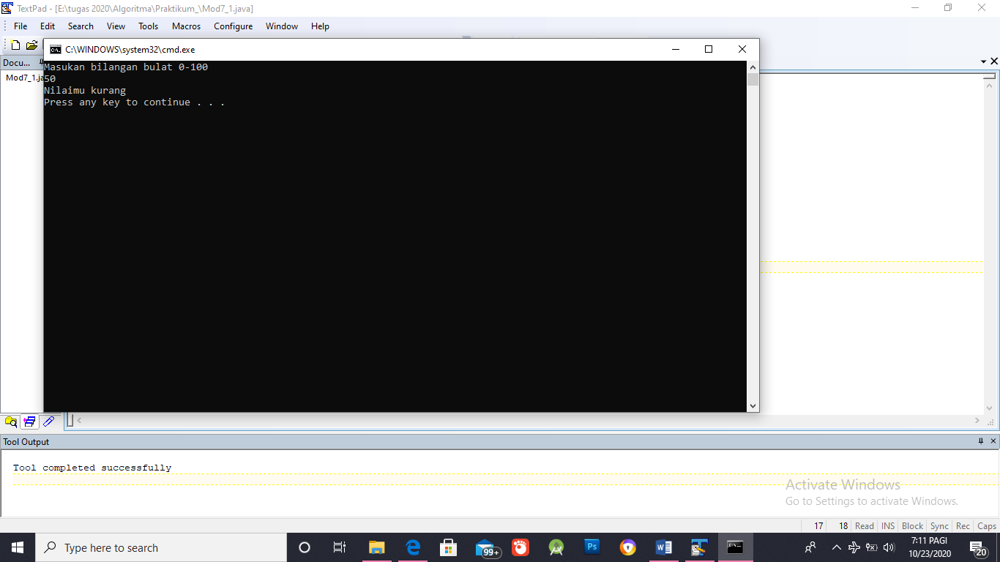 TextPad - [E:\tugas 2020\Algoritma\Praktikum_\Mod7_1.java]
File Edit Search View Tools Macros Configure Window Help
C:\WINDOWS\system32\cmd.exe
Docu...
Mod7_1.ja
Masukan bilangan bulat 0-100
50
Nilaimu kurang
Press any key to continue . . .
Tool Output
Tool completed successfully
Activate Windows
Go to Settings to activate Windows.
17 18 Read INS Block Sync Rec Caps
Type here to search
99+
Ps
7:11 PAGI
10/23/2020
20